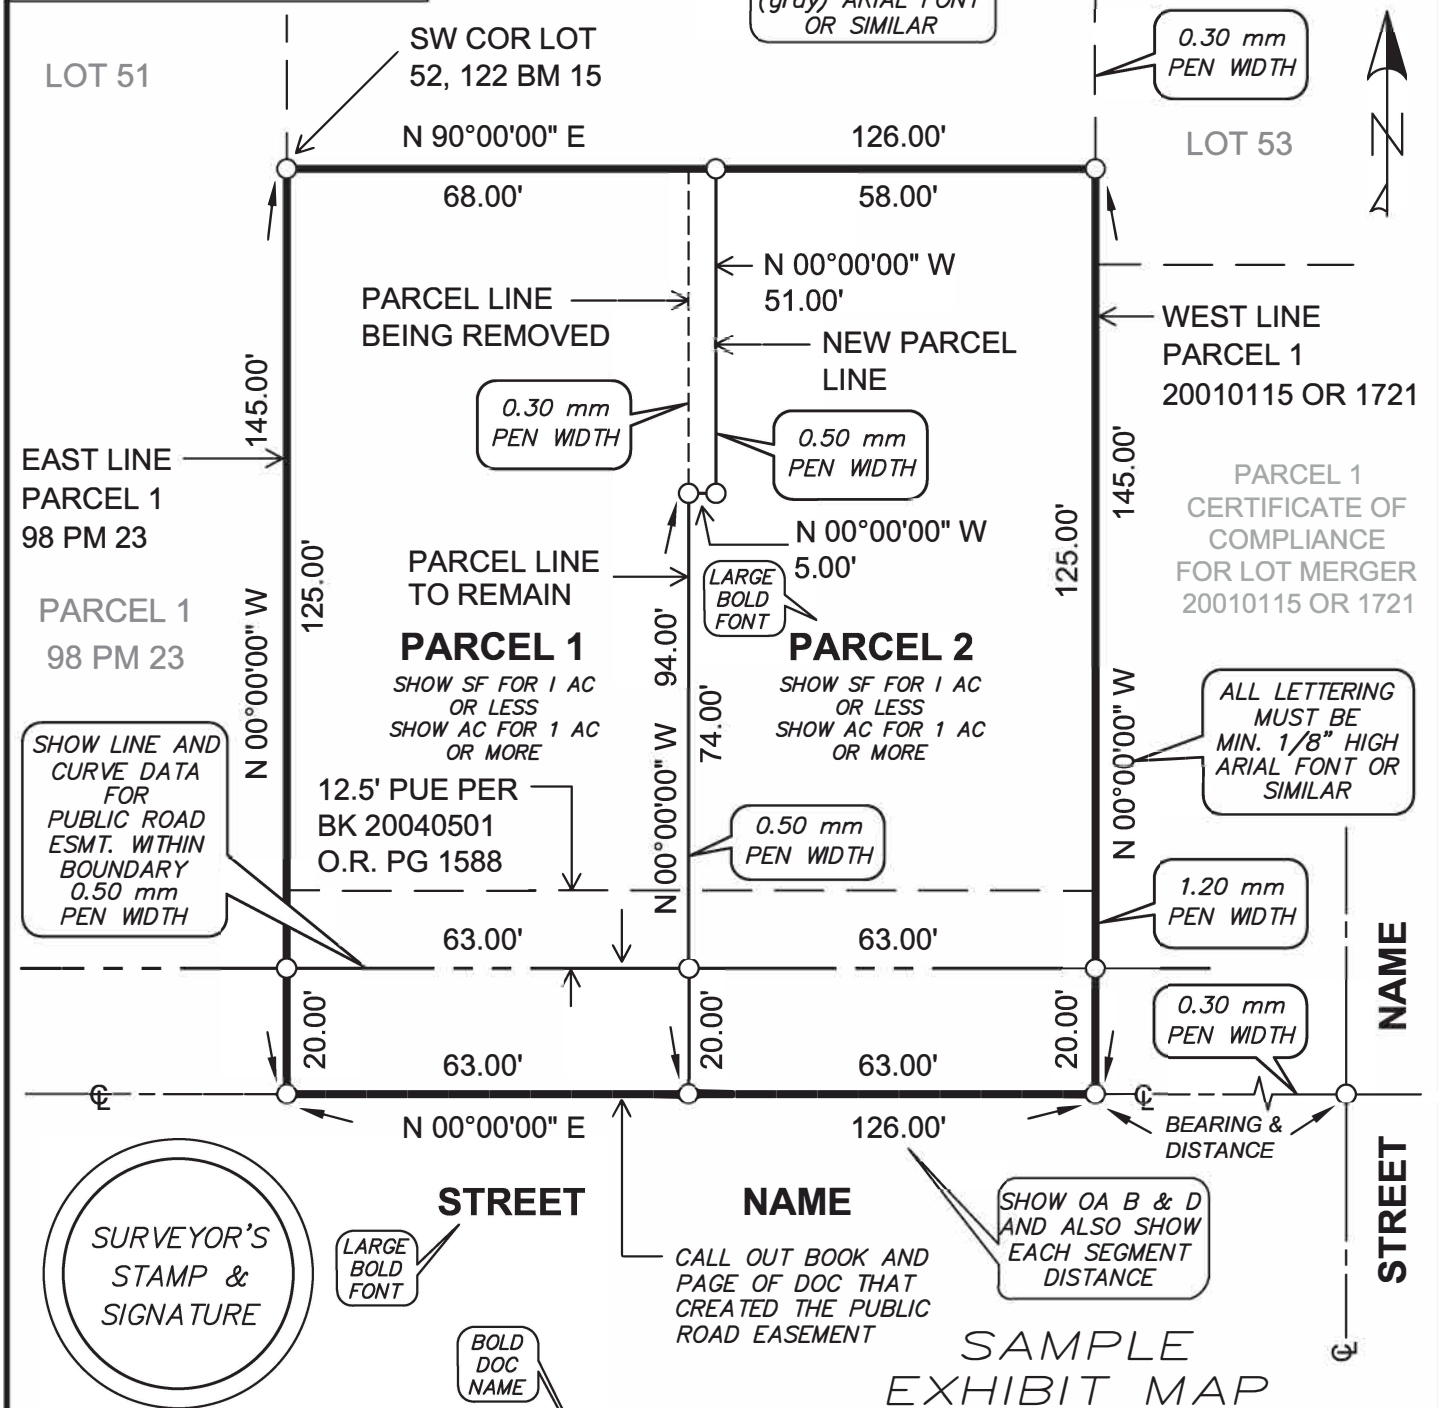 (gray) ARIAL FONT
OR SIMILAR
SW COR LOT
52, 122 BM 15
LOT 51
0.30 mm
PEN WIDTH
N
LOT 53
N 90°00'00" E
126.00'
68.00'
58.00'
N 00°00'00" W
51.00'
PARCEL LINE
BEING REMOVED
NEW PARCEL
LINE
WEST LINE
PARCEL 1
20010115 OR 1721
0.30 mm
PEN WIDTH
0.50 mm
PEN WIDTH
145.00'
145.00'
EAST LINE
PARCEL 1
98 PM 23
PARCEL 1
CERTIFICATE OF
COMPLIANCE
FOR LOT MERGER
20010115 OR 1721
N 00°00'00" W
5.00'
125.00'
125.00'
PARCEL LINE
TO REMAIN
LARGE
BOLD
FONT
PARCEL 1
98 PM 23
N 00°00'00" W
PARCEL 1
SHOW SF FOR 1 AC
OR LESS
SHOW AC FOR 1 AC
OR MORE
94.00'
74.00'
N 00°00'00" W
PARCEL 2
SHOW SF FOR 1 AC
OR LESS
SHOW AC FOR 1 AC
OR MORE
N 00°00'00" W
ALL LETTERING
MUST BE
MIN. 1/8" HIGH
ARIAL FONT OR
SIMILAR
SHOW LINE AND
CURVE DATA
FOR
PUBLIC ROAD
ESMT. WITHIN
BOUNDARY
0.50 mm
PEN WIDTH
12.5' PUE PER
BK 20040501
O.R. PG 1588
0.50 mm
PEN WIDTH
1.20 mm
PEN WIDTH
63.00'
63.00'
20.00'
20.00'
20.00'
0.30 mm
PEN WIDTH
STREET NAME
63.00'
63.00'
℄
℄
N 00°00'00" E
126.00'
BEARING &
DISTANCE
STREET NAME
SHOW OA B & D
AND ALSO SHOW
EACH SEGMENT
DISTANCE
SURVEYOR'S
STAMP &
SIGNATURE
LARGE
BOLD
FONT
CALL OUT BOOK AND
PAGE OF DOC THAT
CREATED THE PUBLIC
ROAD EASEMENT
℄
BOLD
DOC
NAME
SAMPLE
EXHIBIT MAP